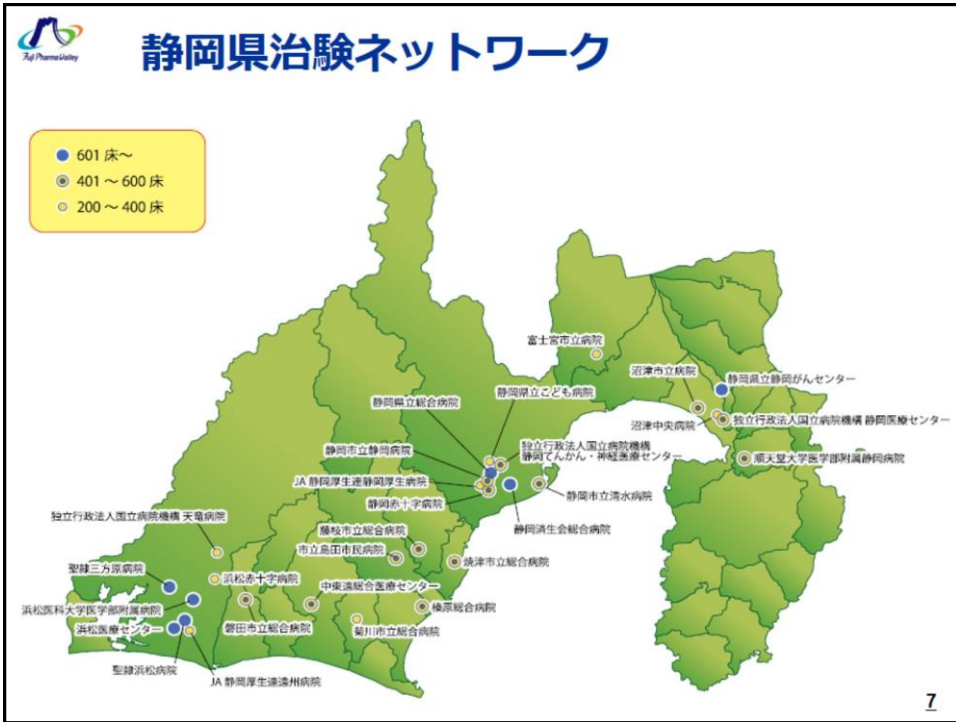 Fuji Pharma Valley
静岡県治験ネットワーク
601 床～
401 ～ 600 床
200 ～ 400 床
富士宮市立病院
沼津市立病院
静岡県立静岡がんセンター
静岡県立こども病院
静岡県立総合病院
沼津中央病院
独立行政法人国立病院機構 静岡医療センター
静岡市立静岡病院
独立行政法人国立病院機構
静岡てんかん・神経医療センター
順天堂大学医学部附属静岡病院
JA 静岡厚生連静岡厚生病院
静岡赤十字病院
静岡市立清水病院
独立行政法人国立病院機構 天竜病院
静岡済生会総合病院
藤枝市立総合病院
市立島田市民病院
焼津市立総合病院
聖隷三方原病院
浜松赤十字病院
中東遠総合医療センター
浜松医科大学医学部附属病院
榛原総合病院
浜松医療センター
磐田市立総合病院
菊川市立総合病院
聖隷浜松病院
JA 静岡厚生連遠州病院
7